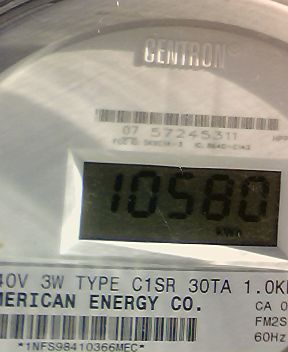 CENTRON®
07 57245311
10580
kWh
40V 3W TYPE C1SR 30TA 1.0K
MERICAN ENERGY CO.
CA 0
FM2S
60Hz
*1NFS98410366MEC*